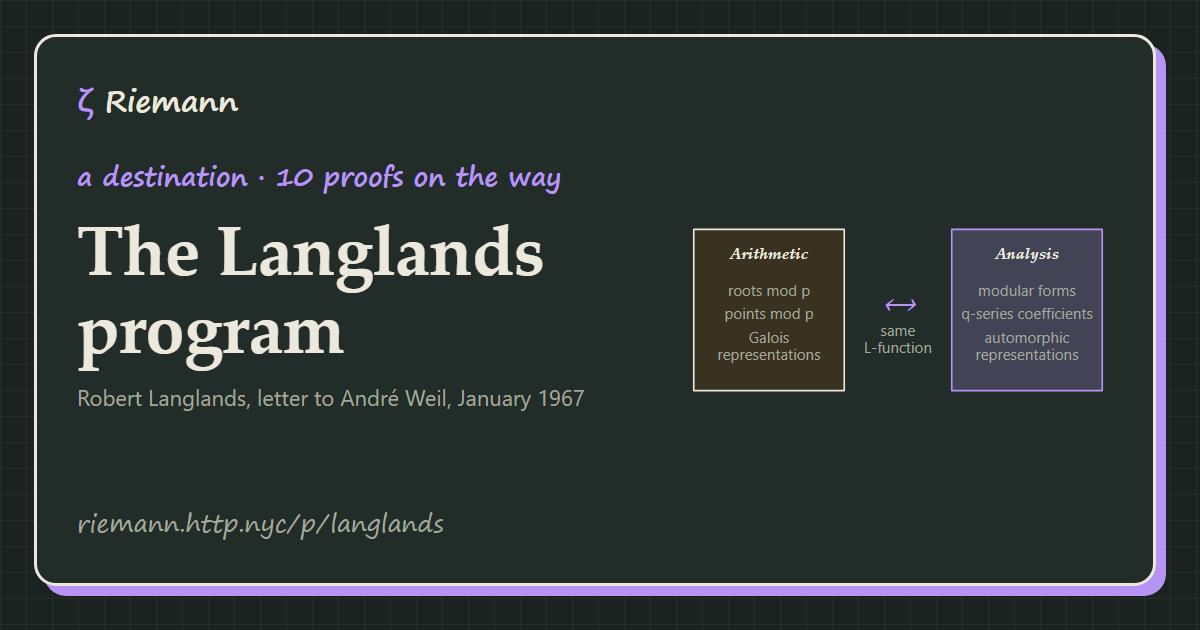 ζ Riemann
a destination · 10 proofs on the way
The Langlands
program
Robert Langlands, letter to André Weil, January 1967
Arithmetic
roots mod p
points mod p
Galois
representations
↔
same
L-function
Analysis
modular forms
q-series coefficients
automorphic
representations
riemann.http.nyc/p/langlands